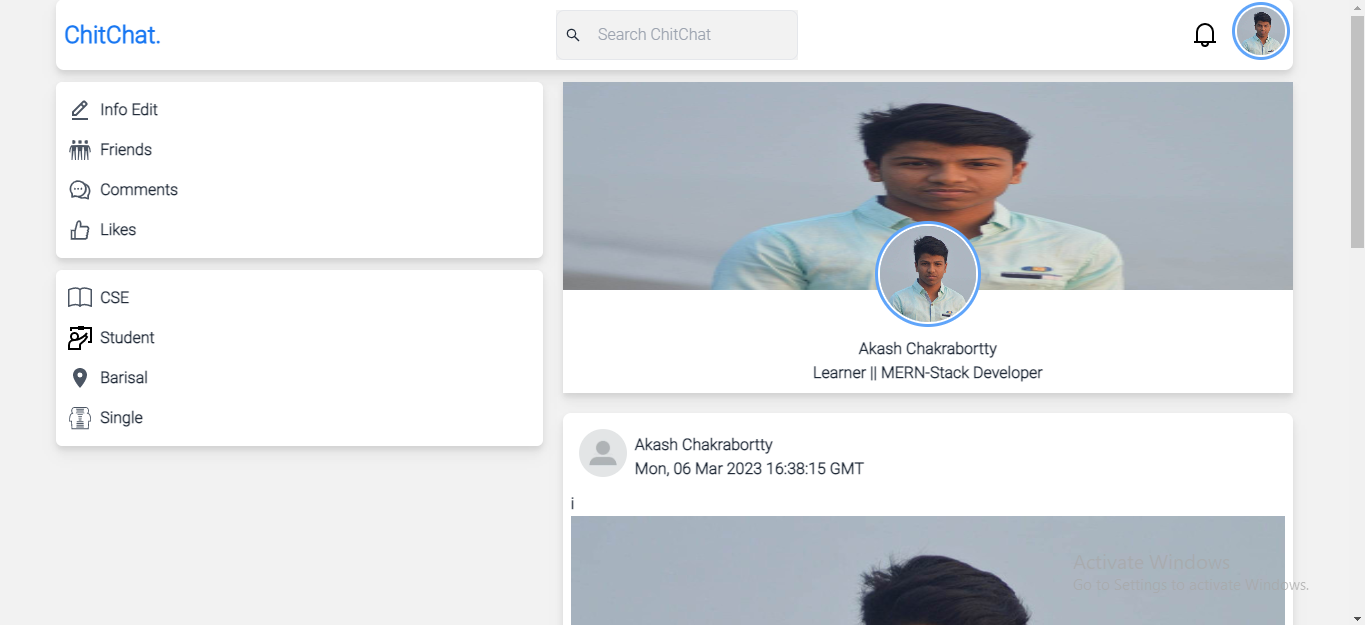 ChitChat.
Search ChitChat
Info Edit
Friends
Comments
Likes
CSE
Student
Barisal
Single
Akash Chakrabortty
Learner || MERN-Stack Developer
Akash Chakrabortty
Mon, 06 Mar 2023 16:38:15 GMT
i
Activate Windows
Go to Settings to activate Windows.